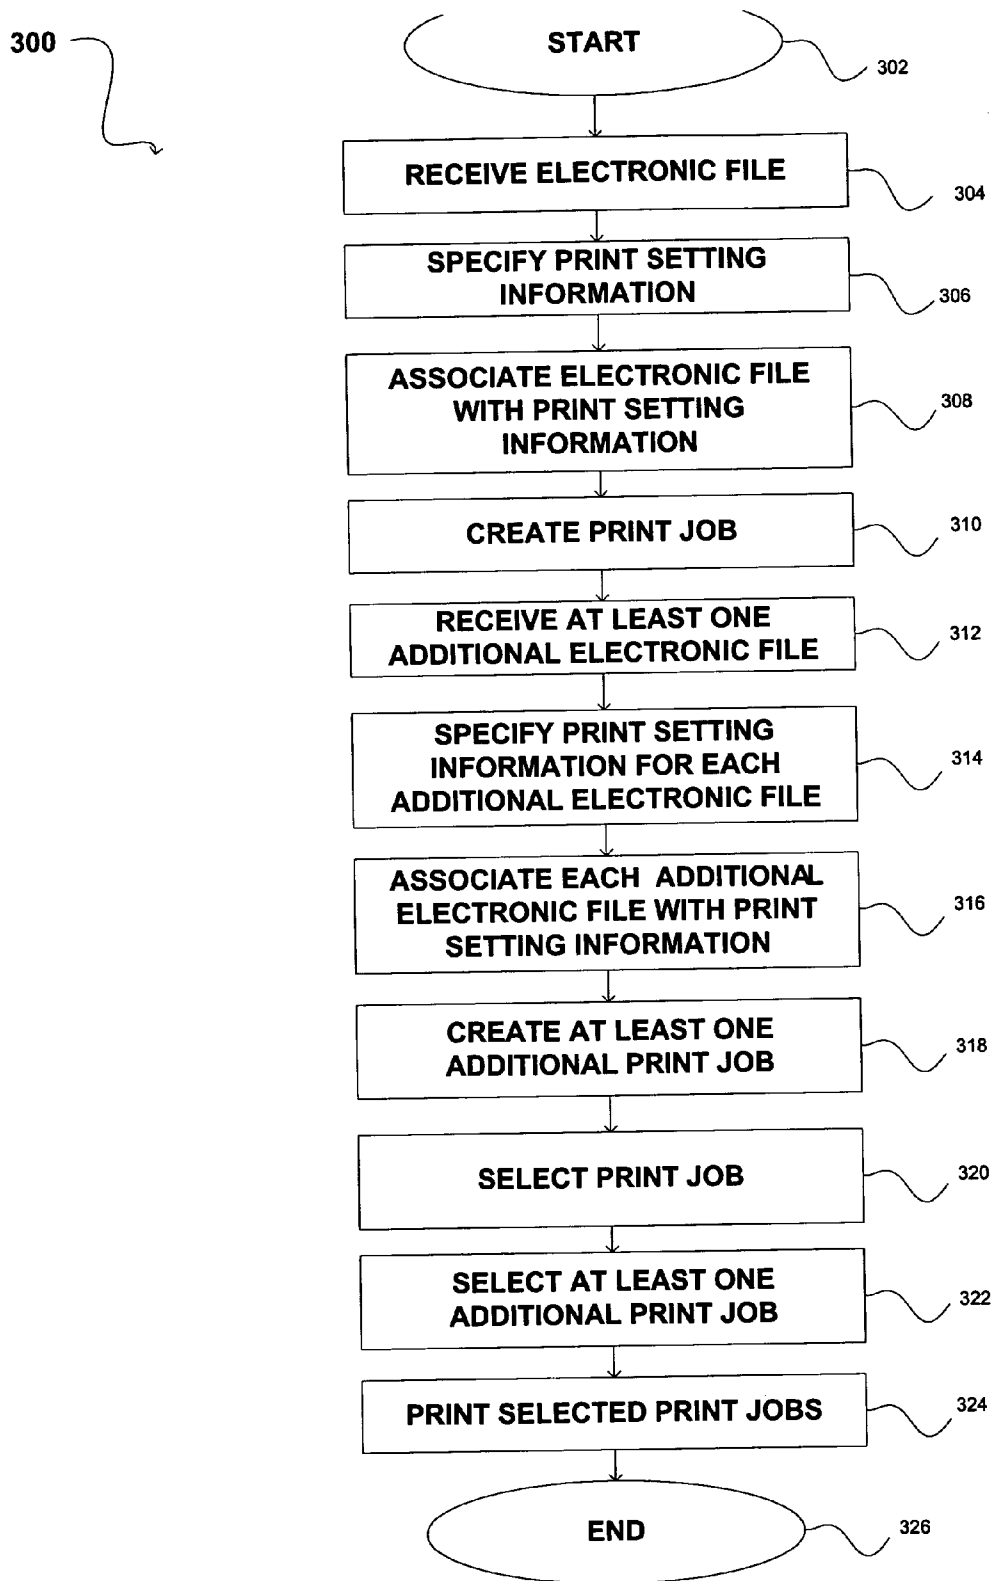 300
START
302
RECEIVE ELECTRONIC FILE
304
SPECIFY PRINT SETTING
INFORMATION
306
ASSOCIATE ELECTRONIC FILE
WITH PRINT SETTING
INFORMATION
308
CREATE PRINT JOB
310
RECEIVE AT LEAST ONE
ADDITIONAL ELECTRONIC FILE
312
SPECIFY PRINT SETTING
INFORMATION FOR EACH
ADDITIONAL ELECTRONIC FILE
314
ASSOCIATE EACH ADDITIONAL
ELECTRONIC FILE WITH PRINT
SETTING INFORMATION
316
CREATE AT LEAST ONE
ADDITIONAL PRINT JOB
318
SELECT PRINT JOB
320
SELECT AT LEAST ONE
ADDITIONAL PRINT JOB
322
PRINT SELECTED PRINT JOBS
324
END
326